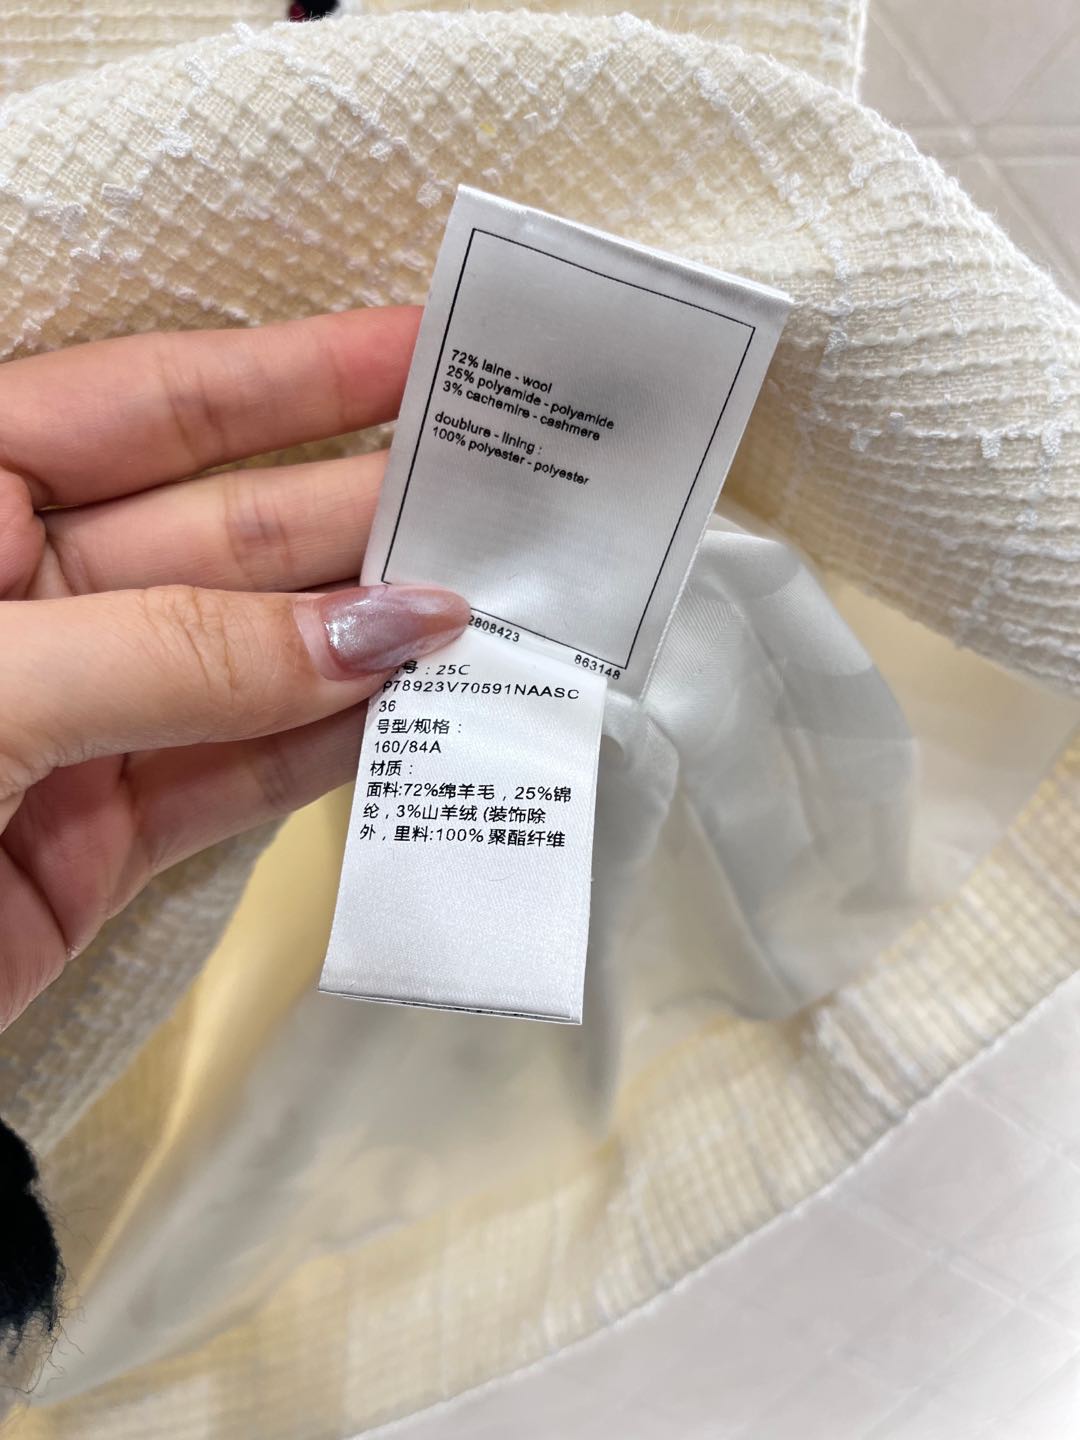 72% laine - wool
25% polyamide - polyamide
3% cachemire - cashmere
doublure - lining :
100% polyester - polyester
2808423
863148
号 : 25C
P78923V70591NAASC
36
号型/规格 :
160/84A
材质 :
面料:72%绵羊毛 , 25%锦
纶 , 3%山羊绒 (装饰除
外 , 里料:100% 聚酯纤维